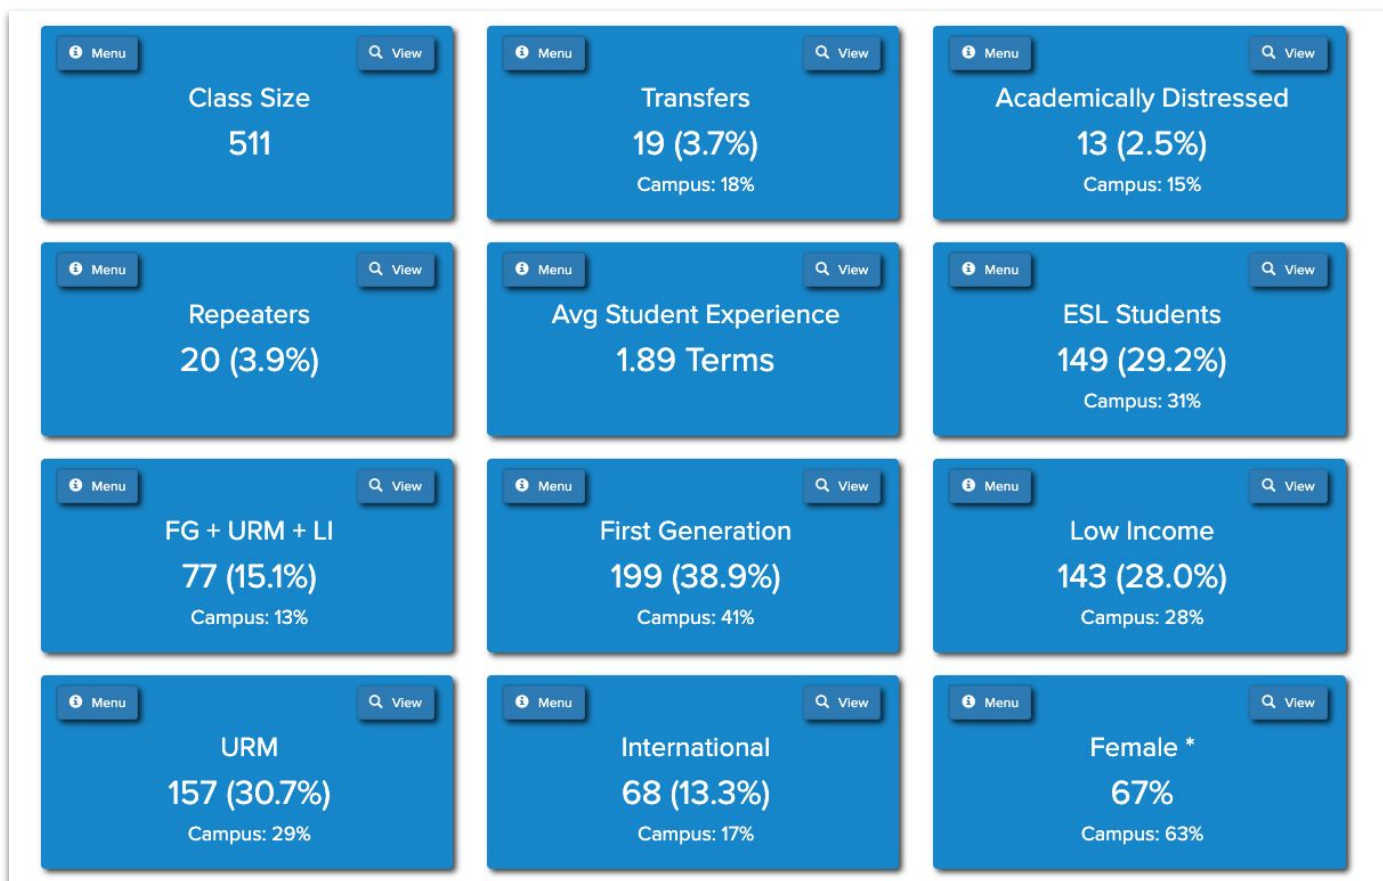 Menu View
Class Size
511
Menu View
Transfers
19 (3.7%)
Campus: 18%
Menu View
Academically Distressed
13 (2.5%)
Campus: 15%
Menu View
Repeaters
20 (3.9%)
Menu View
Avg Student Experience
1.89 Terms
Menu View
ESL Students
149 (29.2%)
Campus: 31%
Menu View
FG + URM + LI
77 (15.1%)
Campus: 13%
Menu View
First Generation
199 (38.9%)
Campus: 41%
Menu View
Low Income
143 (28.0%)
Campus: 28%
Menu View
URM
157 (30.7%)
Campus: 29%
Menu View
International
68 (13.3%)
Campus: 17%
Menu View
Female *
67%
Campus: 63%